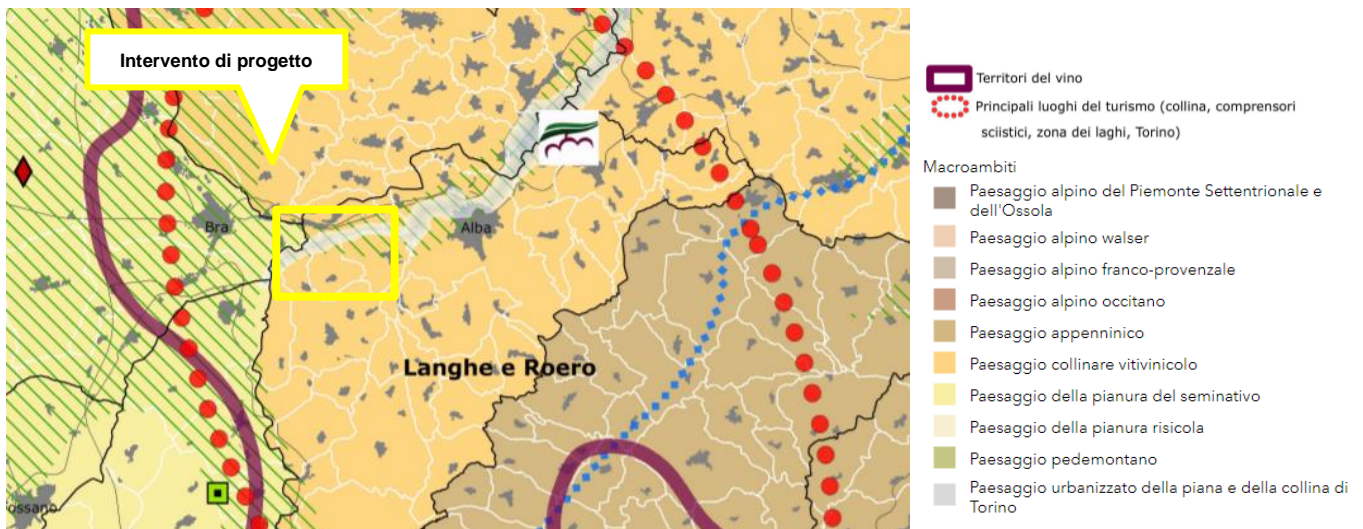 Intervento di progetto
Bra
Alba
Langhe e Roero
ossano
Territori del vino
Principali luoghi del turismo (collina, comprensori
sciistici, zona dei laghi, Torino)
Macroambiti
Paesaggio alpino del Piemonte Settentrionale e
dell'Ossola
Paesaggio alpino walser
Paesaggio alpino franco-provenzale
Paesaggio alpino occitano
Paesaggio appenninico
Paesaggio collinare vitivinicolo
Paesaggio della pianura del seminativo
Paesaggio della pianura risicola
Paesaggio pedemontano
Paesaggio urbanizzato della piana e della collina di
Torino